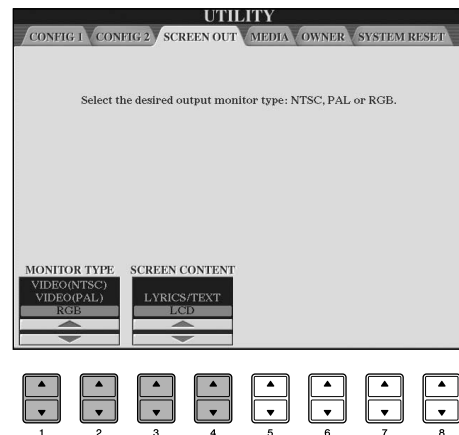 UTILITY
CONFIG 1 CONFIG 2 SCREEN OUT MEDIA OWNER SYSTEM RESET
Select the desired output monitor type: NTSC, PAL or RGB.
MONITOR TYPE SCREEN CONTENT
VIDEO(NTSC)
VIDEO(PAL) LYRICS/TEXT
RGB LCD
1 2 3 4 5 6 7 8